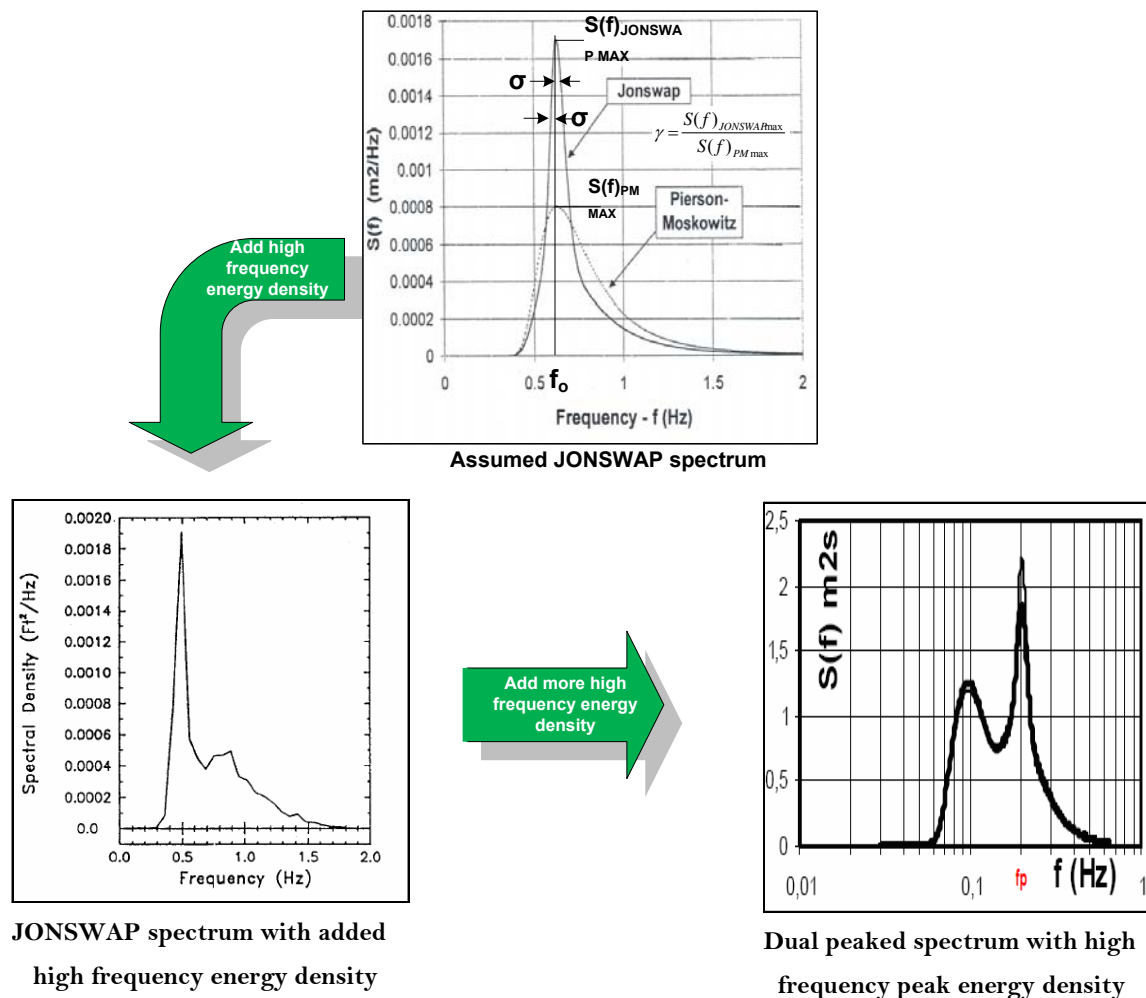 0.0018
0.0016
0.0014
0.0012
0.001
0.0008
0.0006
0.0004
0.0002
0
S(f) (m2/Hz)
S(f)JONSWA
P MAX
σ
σ
Jonswap
γ = S(f)JONSWAPmax / S(f)PM max
S(f)PM
MAX
Pierson-
Moskowitz
0 0.5 fo 1 1.5 2
Frequency - f (Hz)
Assumed JONSWAP spectrum
Add high
frequency
energy density
0.0020
0.0018
0.0016
0.0014
0.0012
0.0010
0.0008
0.0006
0.0004
0.0002
0.0
Spectral Density (Ft²/Hz)
0.0 0.5 1.0 1.5 2.0
Frequency (Hz)
JONSWAP spectrum with added
high frequency energy density
Add more high
frequency energy
density
2,5
2
1,5
1
0,5
0
S(f) m2s
0,01 0,1 fp f (Hz) 1
Dual peaked spectrum with high
frequency peak energy density